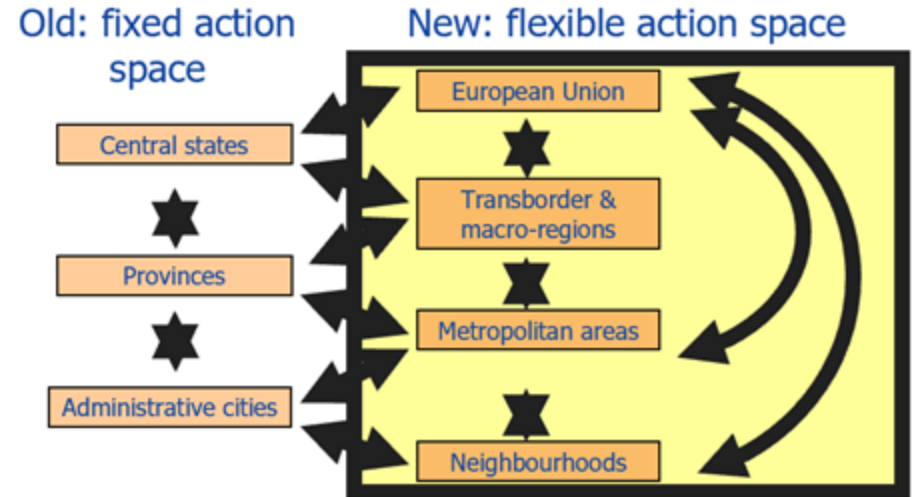 Old: fixed action
space
New: flexible action space
Central states
Provinces
Administrative cities
European Union
Transborder &
macro-regions
Metropolitan areas
Neighbourhoods